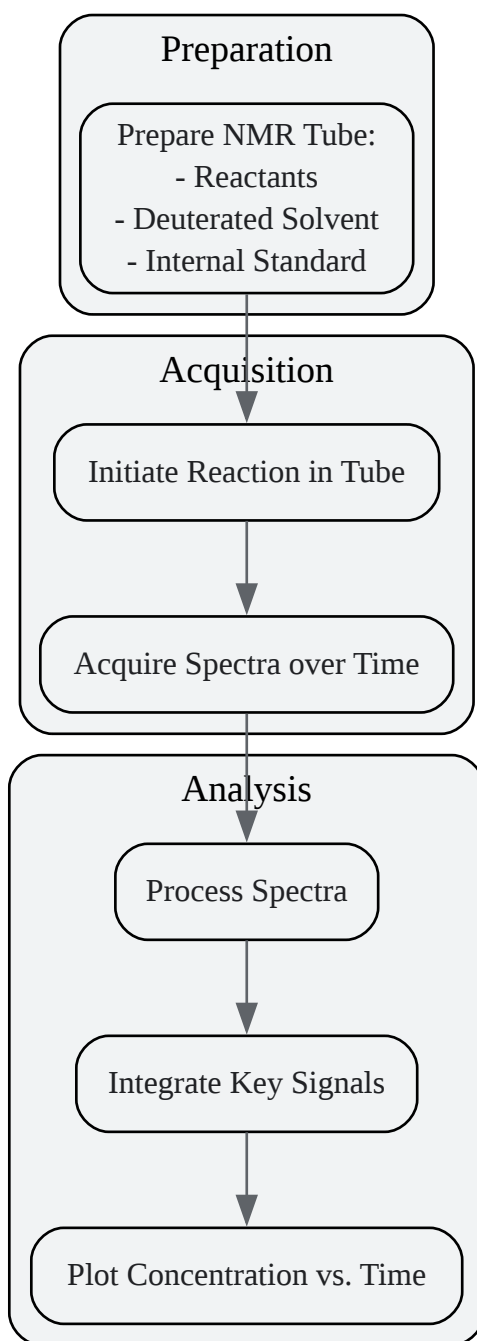 Preparation
Prepare NMR Tube:
- Reactants
- Deuterated Solvent
- Internal Standard
Acquisition
Initiate Reaction in Tube
Acquire Spectra over Time
Analysis
Process Spectra
Integrate Key Signals
Plot Concentration vs. Time